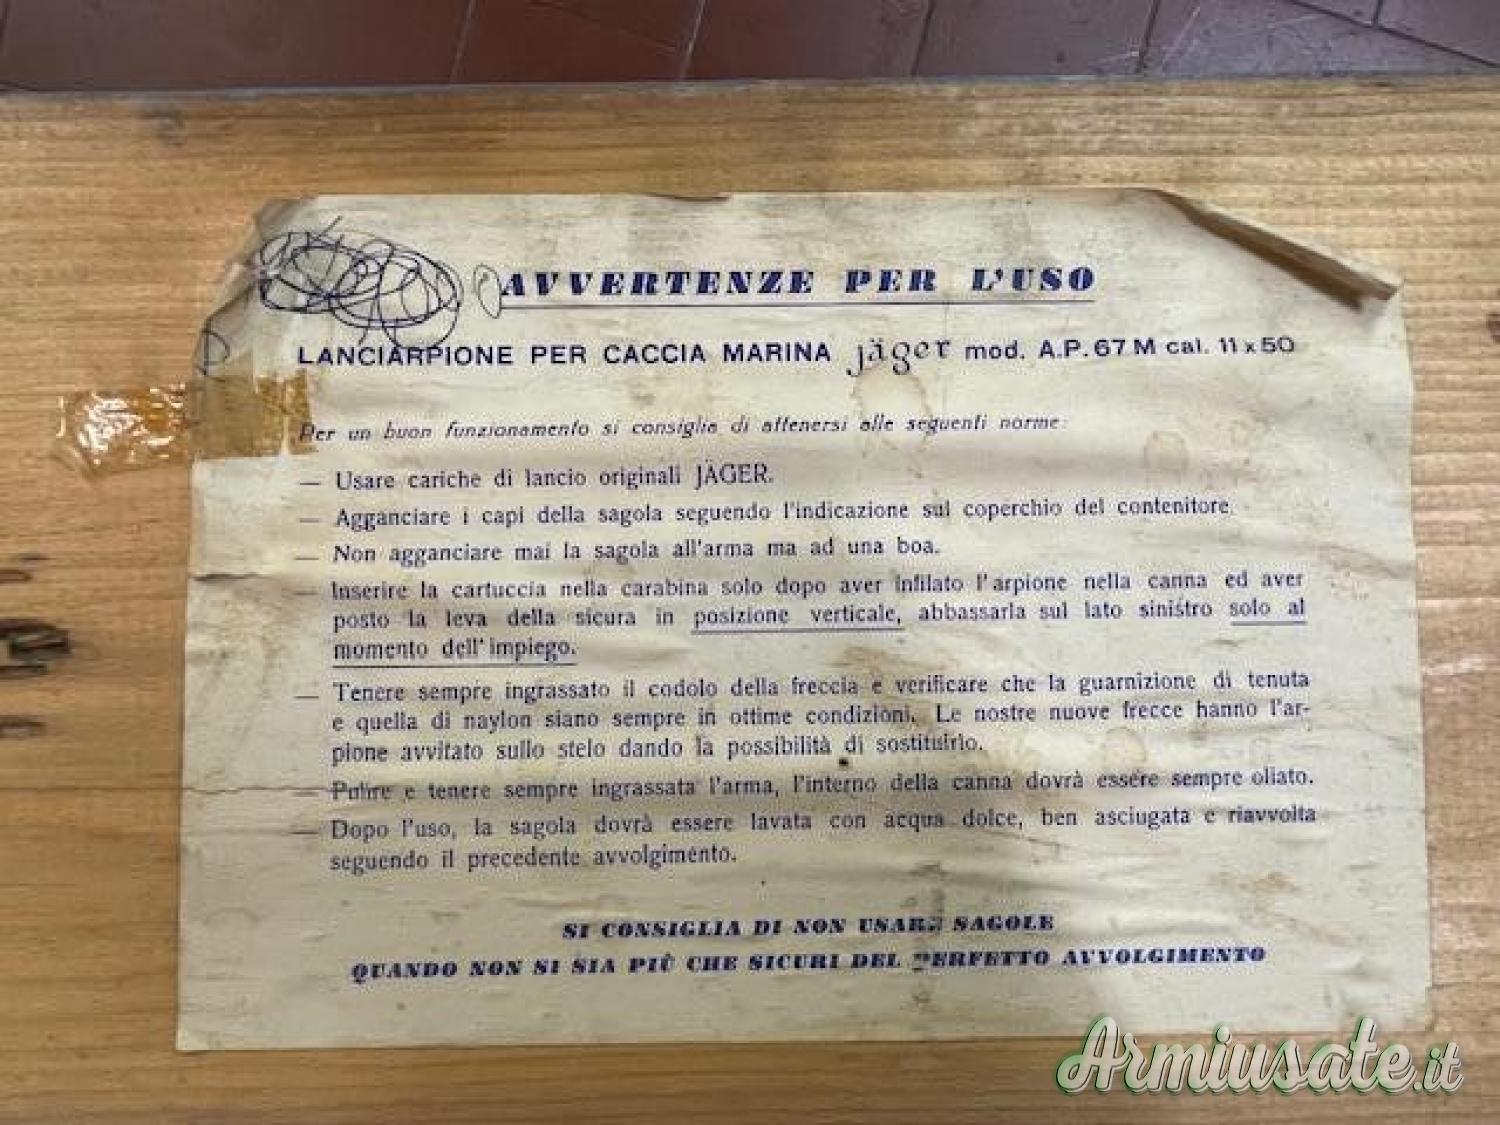 AVVERTENZE PER L'USO
LANCIARPIONE PER CACCIA MARINA jäger mod. A.P. 67 M cal. 11 x 50
Per un buon funzionamento si consiglia di attenersi alle seguenti norme:
— Usare cariche di lancio originali JÄGER.
— Agganciare i capi della sagola seguendo l'indicazione sul coperchio del contenitore.
— Non agganciare mai la sagola all'arma ma ad una boa.
— Inserire la cartuccia nella carabina solo dopo aver infilato l'arpione nella canna ed aver
posto la leva della sicura in posizione verticale, abbassarla sul lato sinistro solo al
momento dell'impiego.
— Tenere sempre ingrassato il codolo della freccia e verificare che la guarnizione di tenuta
e quella di naylon siano sempre in ottime condizioni. Le nostre nuove frecce hanno l'ar-
pione avvitato sullo stelo dando la possibilità di sostituirlo.
— Pulire e tenere sempre ingrassata l'arma, l'interno della canna dovrà essere sempre oliato.
— Dopo l'uso, la sagola dovrà essere lavata con acqua dolce, ben asciugata e riavvolta
seguendo il precedente avvolgimento.
SI CONSIGLIA DI NON USARE SAGOLE
QUANDO NON SI SIA PIÙ CHE SICURI DEL PERFETTO AVVOLGIMENTO
Armiusate.it